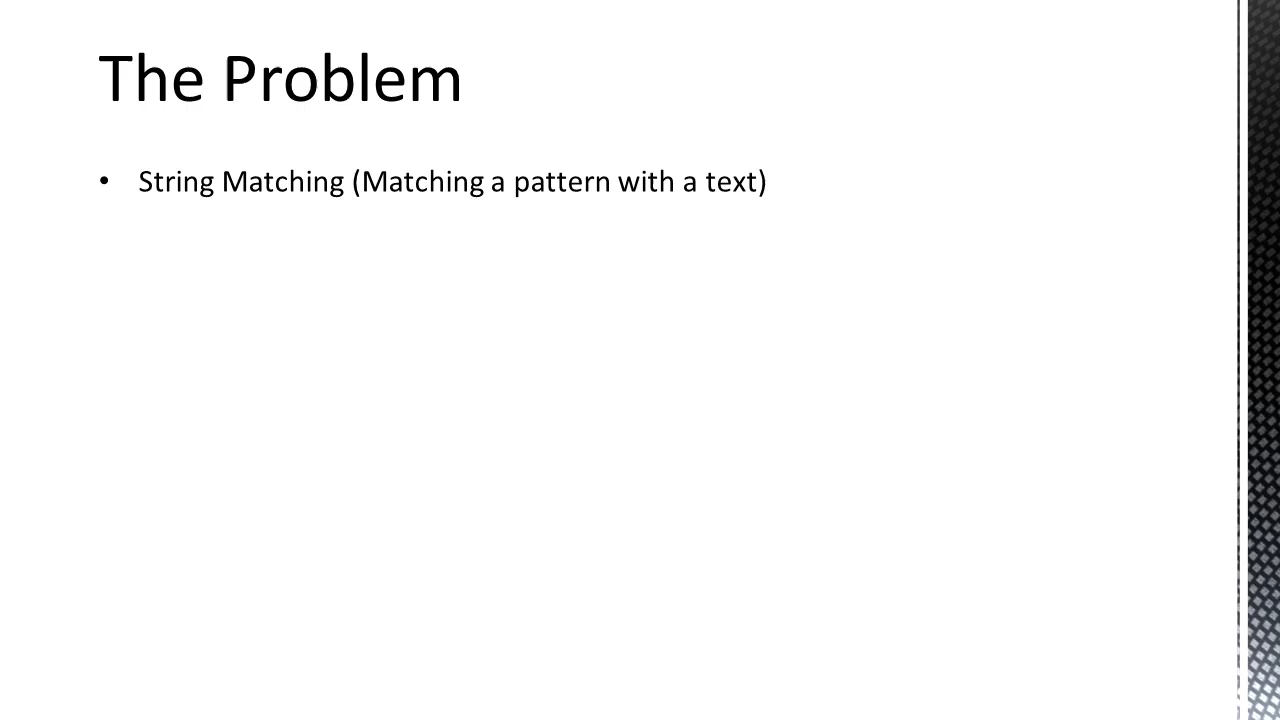 The Problem
• String Matching (Matching a pattern with a text)